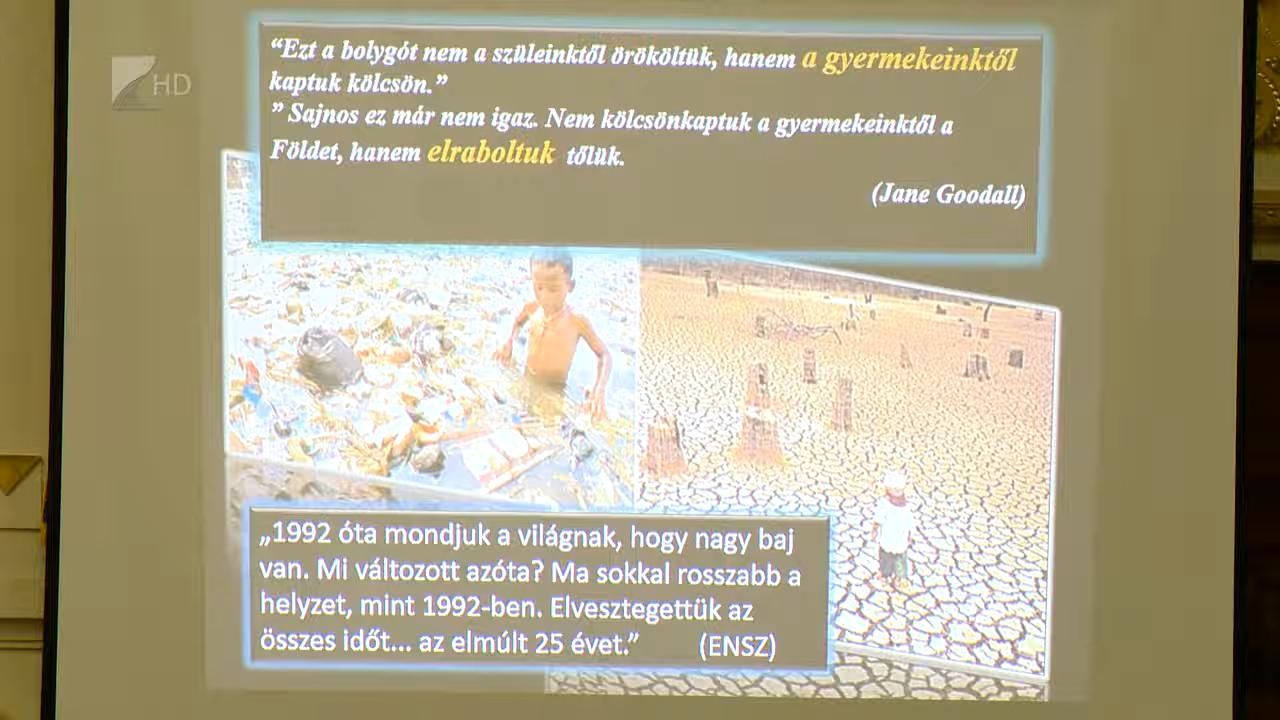 HD
“Ezt a bolygót nem a szüleinktől örököltük, hanem a gyermekeinktől
kaptuk kölcsön.”
” Sajnos ez már nem igaz. Nem kölcsönkaptuk a gyermekeinktől a
Földet, hanem elraboltuk tőlük.
(Jane Goodall)
„1992 óta mondjuk a világnak, hogy nagy baj
van. Mi változott azóta? Ma sokkal rosszabb a
helyzet, mint 1992-ben. Elvesztegettük az
összes időt... az elmúlt 25 évet.” (ENSZ)